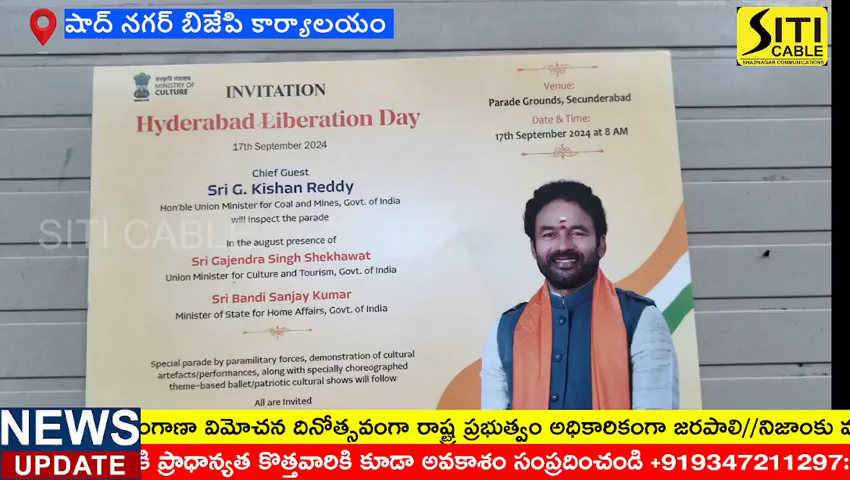 షాద్ నగర్ బిజేపి కార్యాలయం
SITI
CABLE
SHADNAGAR COMMUNICATIONS
संस्कृति मंत्रालय
MINISTRY OF
CULTURE
INVITATION
Hyderabad Liberation Day
17th September 2024
Chief Guest
Sri G. Kishan Reddy
Hon'ble Union Minister for Coal and Mines, Govt. of India
will inspect the parade
In the august presence of
Sri Gajendra Singh Shekhawat
Union Minister for Culture and Tourism, Govt. of India
Sri Bandi Sanjay Kumar
Minister of State for Home Affairs, Govt. of India
Special parade by paramilitary forces, demonstration of cultural
artefacts/performances, along with specially choreographed
theme-based ballet/patriotic cultural shows will follow
All are Invited
Venue:
Parade Grounds, Secunderabad
Date & Time:
17th September 2024 at 8 AM
SITI CABLE
NEWS
UPDATE
విమోచన దినోత్సవంగా రాష్ట్ర ప్రభుత్వం అధికారికంగా జరపాలి//నిజాంకు
ప్రాధాన్యత కొత్తవారికి కూడా అవకాశం సంప్రదించండి +919347211297: